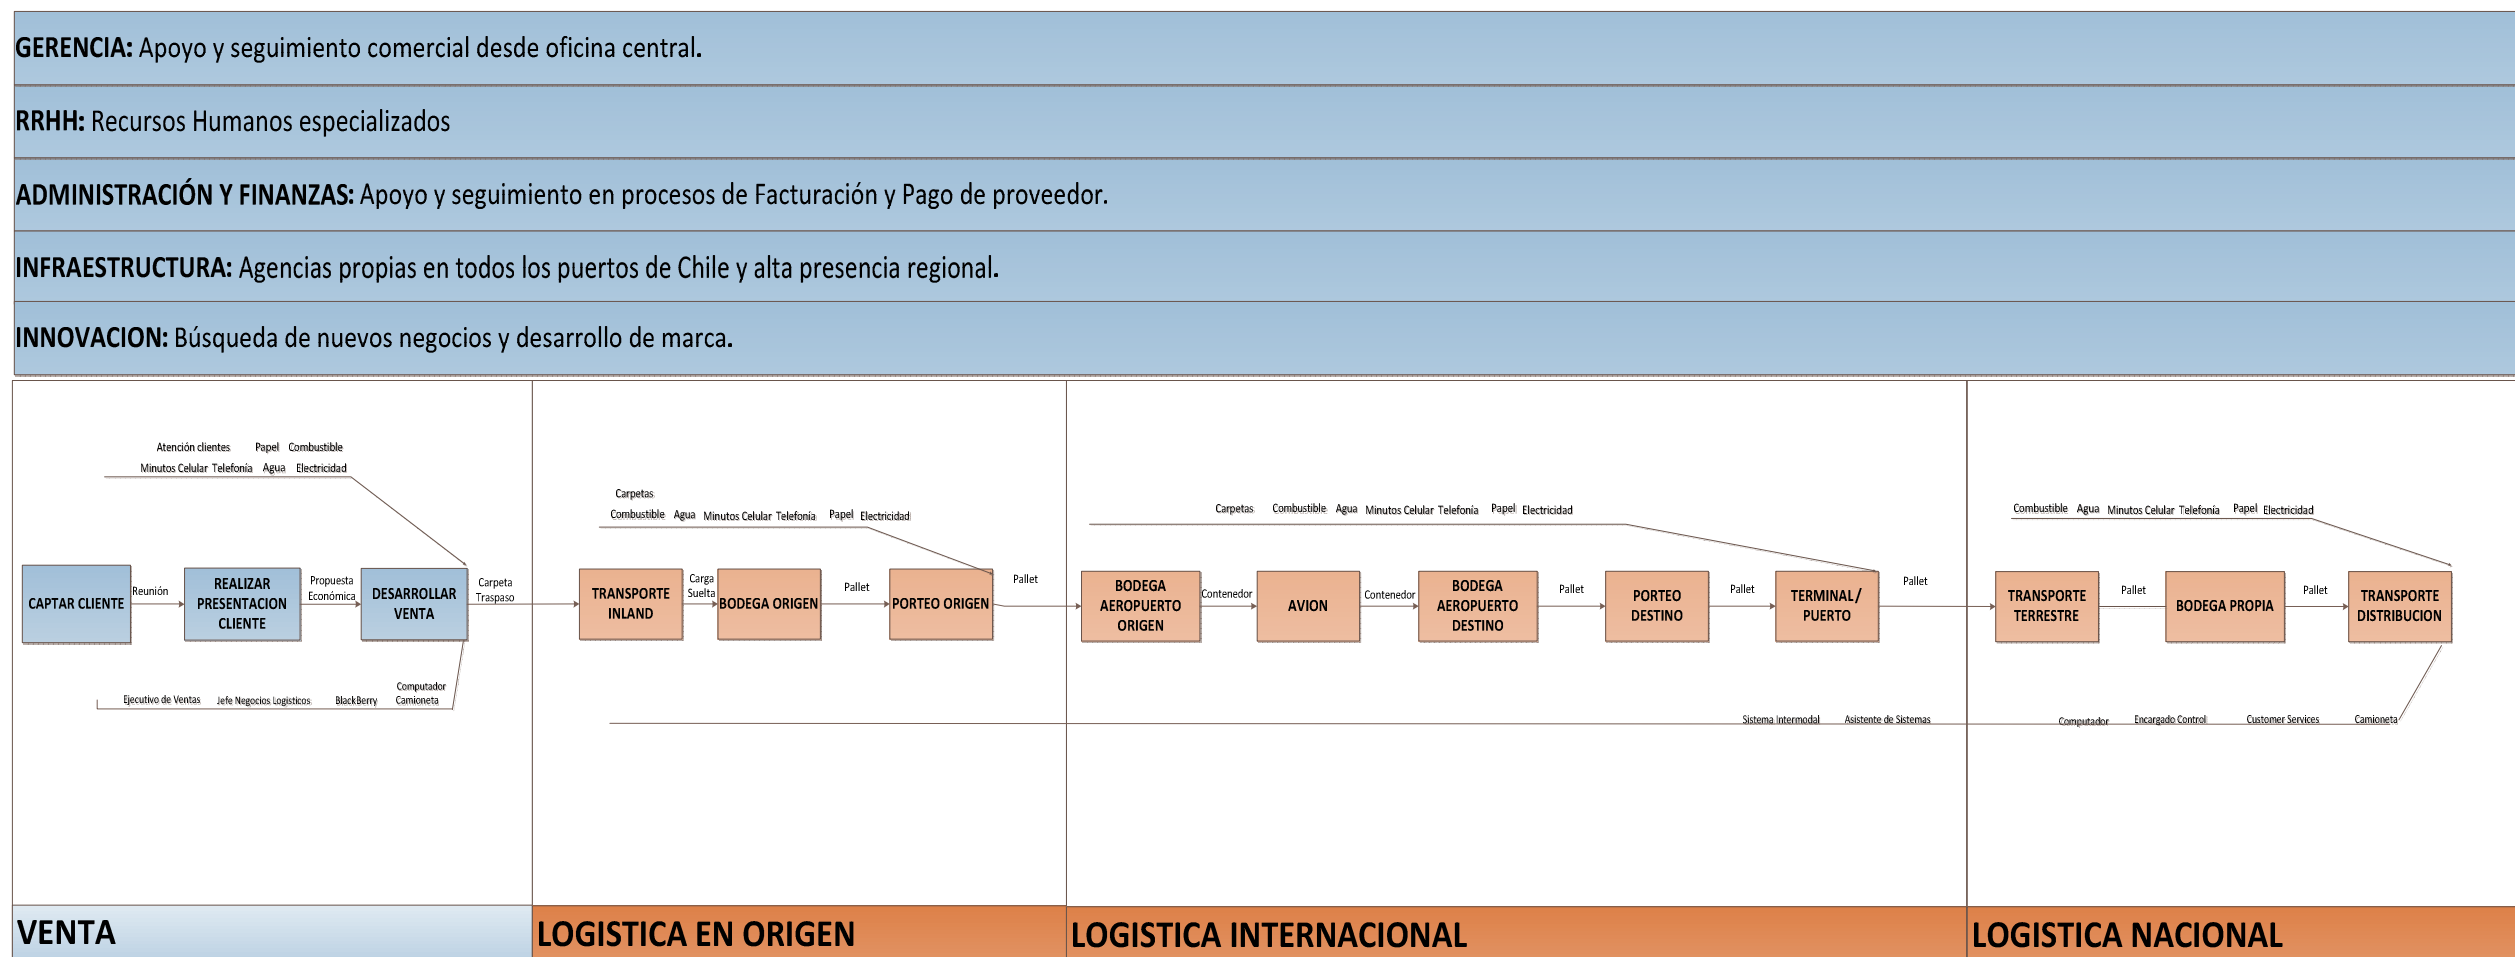 GERENCIA: Apoyo y seguimiento comercial desde oficina central.
RRHH: Recursos Humanos especializados
ADMINISTRACIÓN Y FINANZAS: Apoyo y seguimiento en procesos de Facturación y Pago de proveedor.
INFRAESTRUCTURA: Agencias propias en todos los puertos de Chile y alta presencia regional.
INNOVACION: Búsqueda de nuevos negocios y desarrollo de marca.
Atención clientes Papel Combustible
Minutos Celular Telefonía Agua Electricidad
CAPTAR CLIENTE
Reunión
REALIZAR
PRESENTACION
CLIENTE
Propuesta
Económica
DESARROLLAR
VENTA
Carpeta
Traspaso
Computador
Ejecutivo de Ventas Jefe Negocios Logisticos BlackBerry Camioneta
Carpetas
Combustible Agua Minutos Celular Telefonía Papel Electricidad
TRANSPORTE
INLAND
Carga
Suelta
BODEGA ORIGEN
Pallet
PORTEO ORIGEN
Pallet
Carpetas Combustible Agua Minutos Celular Telefonía Papel Electricidad
BODEGA
AEROPUERTO
ORIGEN
Contenedor
AVION
Contenedor
BODEGA
AEROPUERTO
DESTINO
Pallet
PORTEO
DESTINO
Pallet
TERMINAL/
PUERTO
Pallet
Combustible Agua Minutos Celular Telefonía Papel Electricidad
TRANSPORTE
TERRESTRE
Pallet
BODEGA PROPIA
Pallet
TRANSPORTE
DISTRIBUCION
Sistema Intermodal Asistente de Sistemas Computador Encargado Control Customer Services Camioneta
VENTA
LOGISTICA EN ORIGEN
LOGISTICA INTERNACIONAL
LOGISTICA NACIONAL